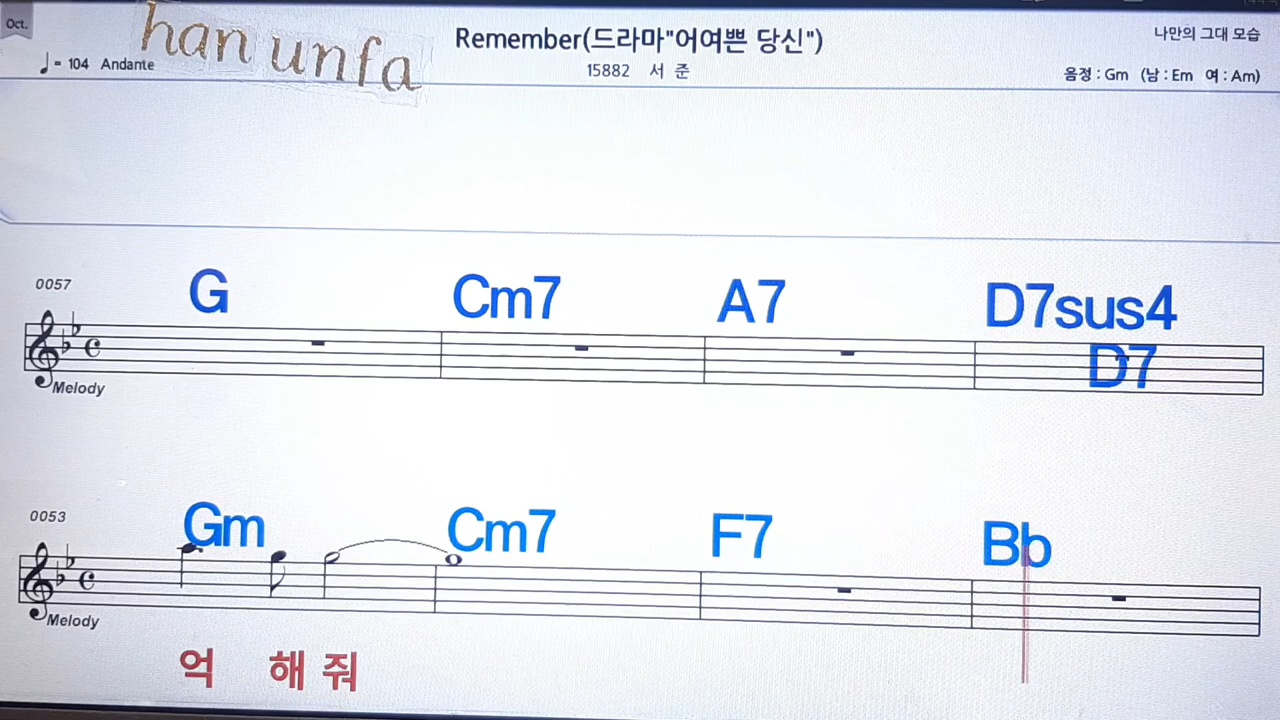 Oct.
han unfa
Remember(드라마"어여쁜 당신")
나만의 그대 모습
♩= 104 Andante
15882 서 준
음정 : Gm (남 : Em 여 : Am)
0057
G Cm7 A7 D7sus4
D7
Melody
0053
Gm Cm7 F7 Bb
Melody
억 해 줘